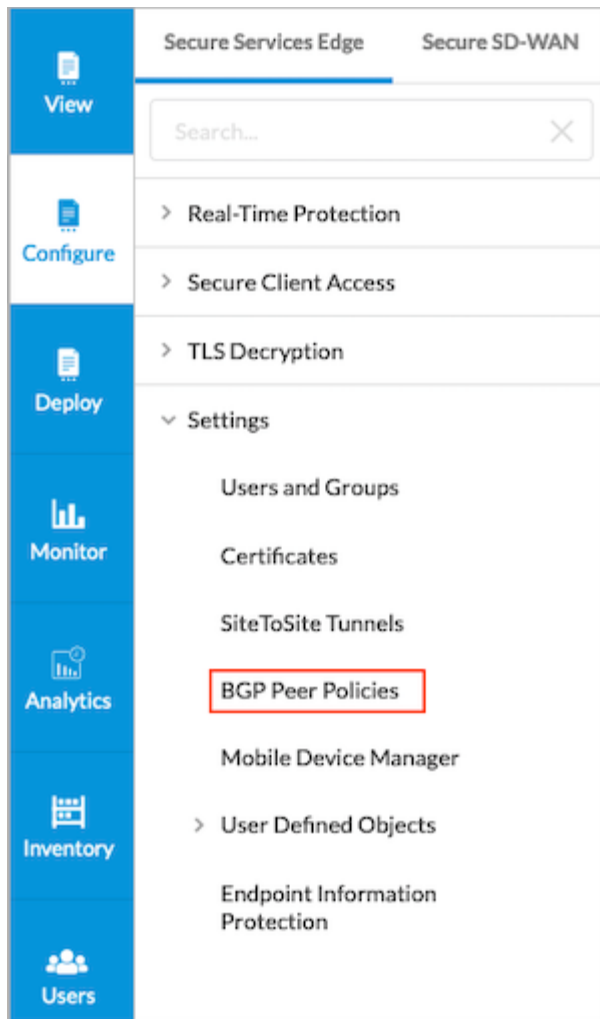 View
Configure
Deploy
Monitor
Analytics
Inventory
Users
Secure Services Edge
Secure SD-WAN
Search...
Real-Time Protection
Secure Client Access
TLS Decryption
Settings
Users and Groups
Certificates
SiteToSite Tunnels
BGP Peer Policies
Mobile Device Manager
User Defined Objects
Endpoint Information
Protection